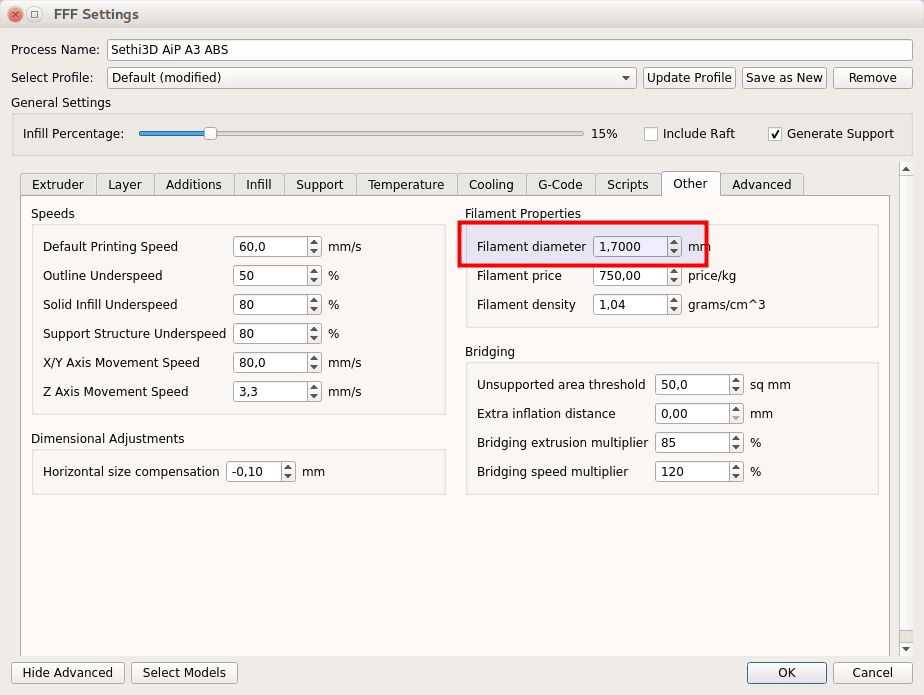 FFF Settings
Process Name: Sethi3D AiP A3 ABS
Select Profile: Default (modified) Update Profile Save as New Remove
General Settings
Infill Percentage: 15% Include Raft Generate Support
Extruder Layer Additions Infill Support Temperature Cooling G-Code Scripts Other Advanced
Speeds
Default Printing Speed 60,0 mm/s
Outline Underspeed 50 %
Solid Infill Underspeed 80 %
Support Structure Underspeed 80 %
X/Y Axis Movement Speed 80,0 mm/s
Z Axis Movement Speed 3,3 mm/s
Dimensional Adjustments
Horizontal size compensation -0,10 mm
Filament Properties
Filament diameter 1,7000 mm
Filament price 750,00 price/kg
Filament density 1,04 grams/cm^3
Bridging
Unsupported area threshold 50,0 sq mm
Extra inflation distance 0,00 mm
Bridging extrusion multiplier 85 %
Bridging speed multiplier 120 %
Hide Advanced Select Models OK Cancel